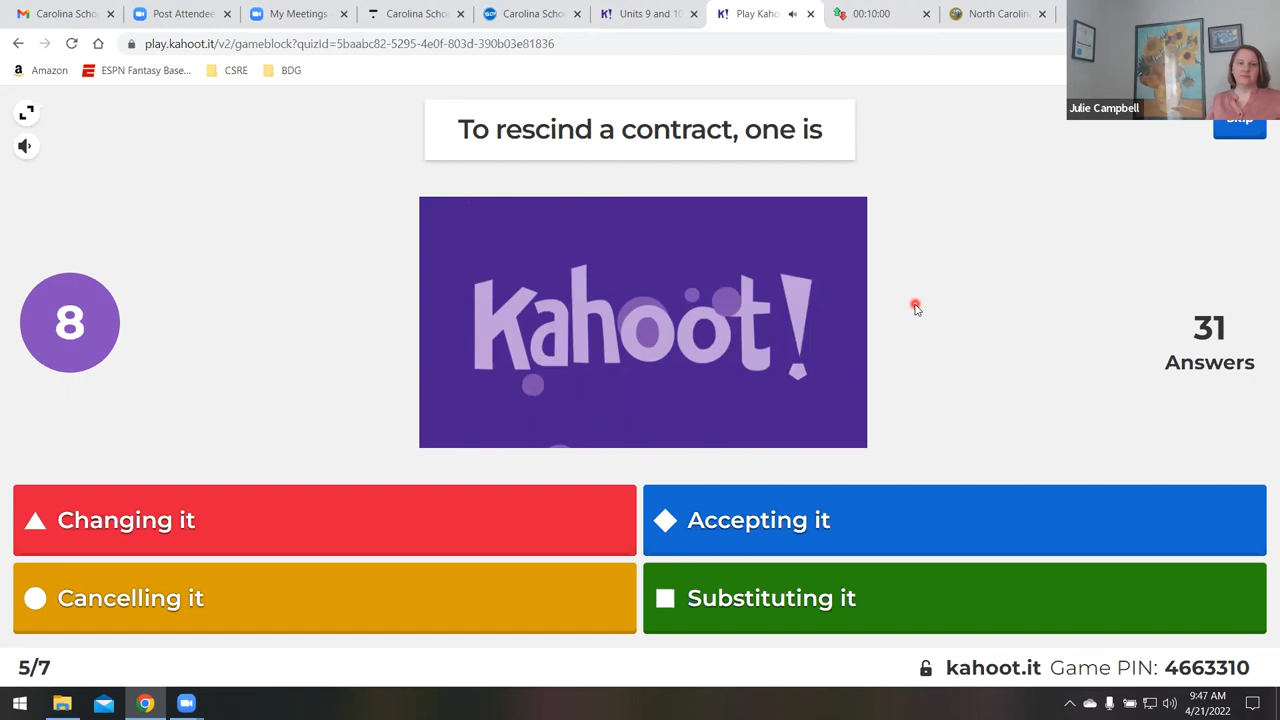 Carolina Scho
Post Attendee
My Meetings -
Carolina Scho
Carolina Scho
Units 9 and 10
Play Kaho
00:10:00
North Carolin
play.kahoot.it/v2/gameblock?quizId=5baabc82-5295-4e0f-803d-390b03cd1836
Amazon
ESPN Fantasy Base...
CSRE
BDG
Julie Campbell
Skip
To rescind a contract, one is
Kahoot!
8
31
Answers
Changing it
Accepting it
Cancelling it
Substituting it
5/7
kahoot.it Game PIN: 4663310
9:47 AM
4/21/2022